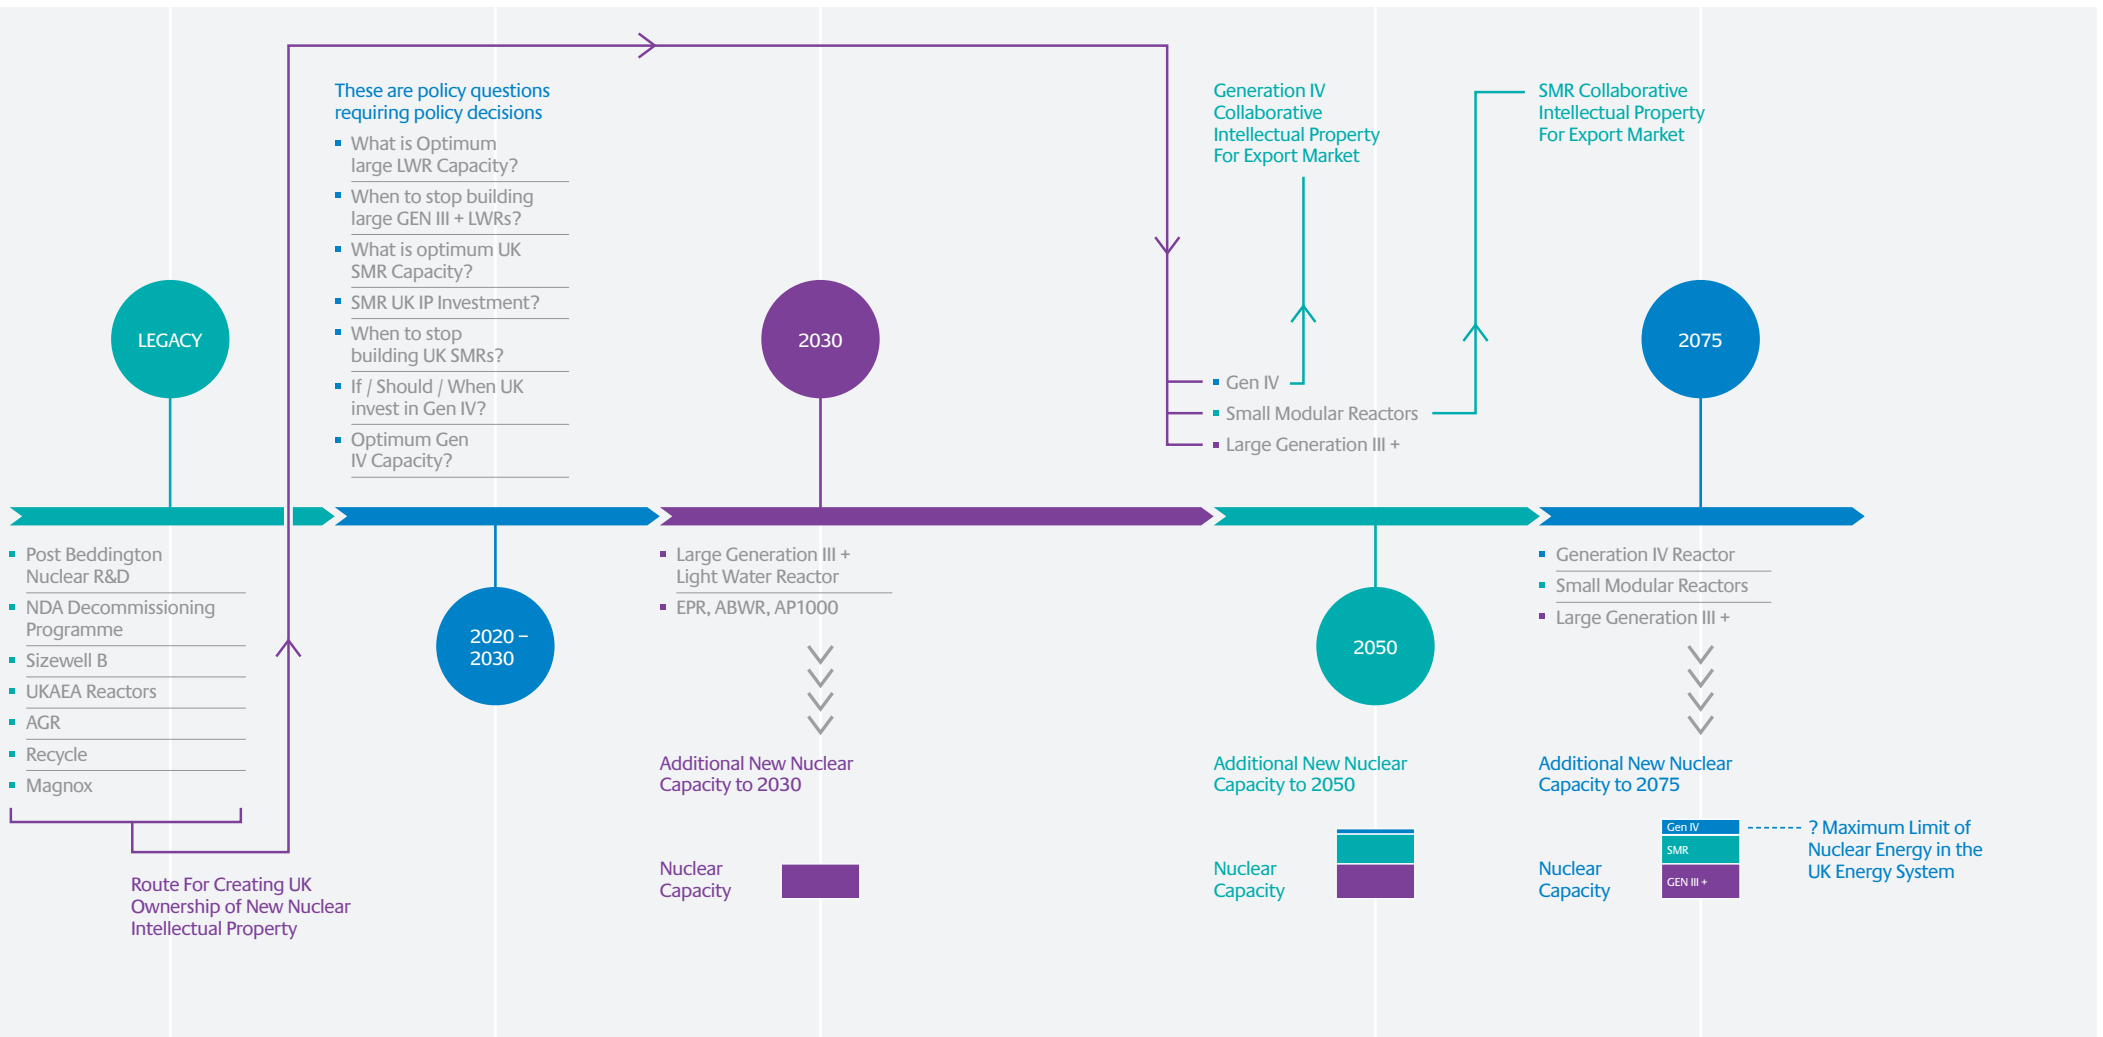 LEGACY
Post Beddington
Nuclear R&D
NDA Decommissioning
Programme
Sizewell B
UKAEA Reactors
AGR
Recycle
Magnox
Route For Creating UK
Ownership of New Nuclear
Intellectual Property
These are policy questions
requiring policy decisions
What is Optimum
large LWR Capacity?
When to stop building
large GEN III + LWRs?
What is optimum UK
SMR Capacity?
SMR UK IP Investment?
When to stop
building UK SMRs?
If / Should / When UK
invest in Gen IV?
Optimum Gen
IV Capacity?
2020 –
2030
2030
Large Generation III +
Light Water Reactor
EPR, ABWR, AP1000
Additional New Nuclear
Capacity to 2030
Nuclear
Capacity
Generation IV
Collaborative
Intellectual Property
For Export Market
Gen IV
Small Modular Reactors
Large Generation III +
2050
Additional New Nuclear
Capacity to 2050
Nuclear
Capacity
SMR Collaborative
Intellectual Property
For Export Market
2075
Generation IV Reactor
Small Modular Reactors
Large Generation III +
Additional New Nuclear
Capacity to 2075
Nuclear
Capacity
Gen IV
SMR
GEN III +
? Maximum Limit of
Nuclear Energy in the
UK Energy System